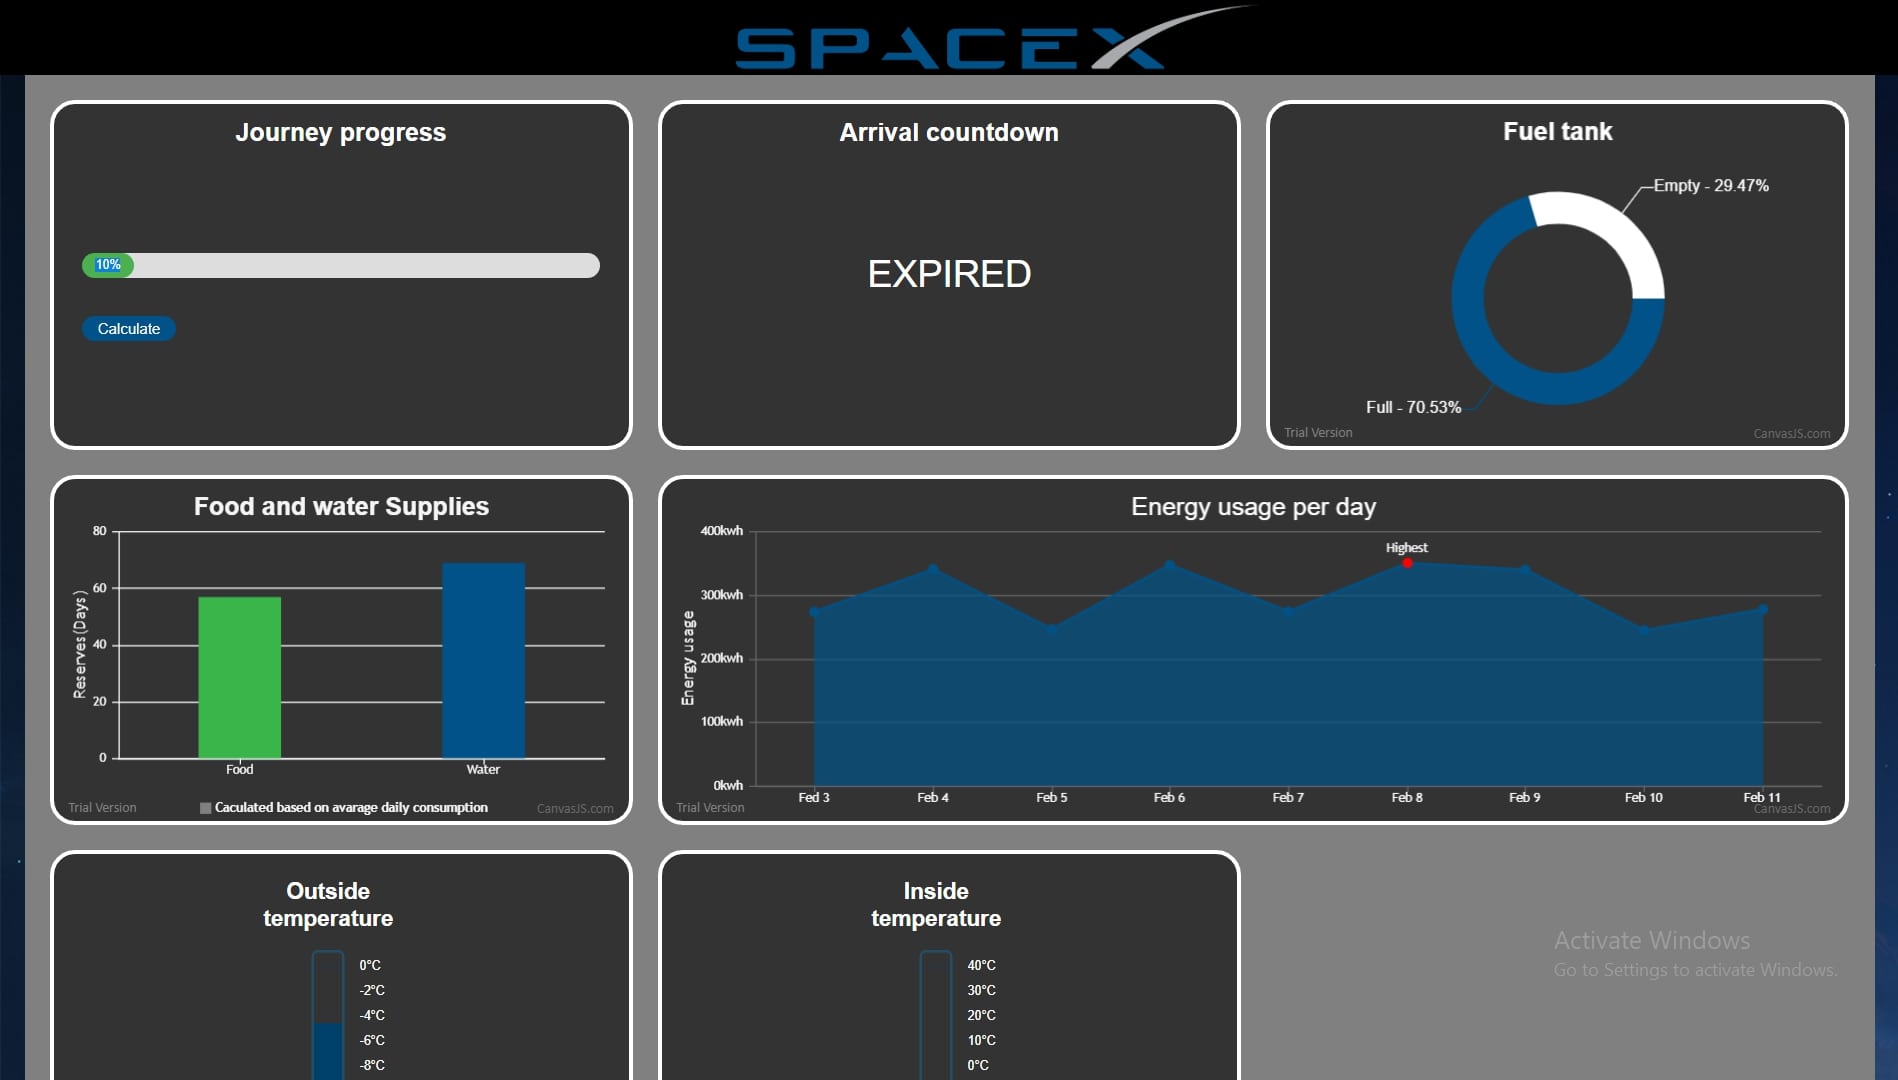 SPACEX
Journey progress
10%
Calculate
Arrival countdown
EXPIRED
Fuel tank
Empty - 29.47%
Full - 70.53%
Trial Version
CanvasJS.com
Food and water Supplies
Reserves(Days)
80
60
40
20
0
Food
Water
Trial Version
Caculated based on avarage daily consumption
CanvasJS.com
Energy usage per day
Energy usage
400kwh
300kwh
200kwh
100kwh
0kwh
Highest
Fed 3
Feb 4
Feb 5
Feb 6
Feb 7
Feb 8
Feb 9
Feb 10
Feb 11
Trial Version
CanvasJS.com
Outside
temperature
0°C
-2°C
-4°C
-6°C
-8°C
Inside
temperature
40°C
30°C
20°C
10°C
0°C
Activate Windows
Go to Settings to activate Windows.